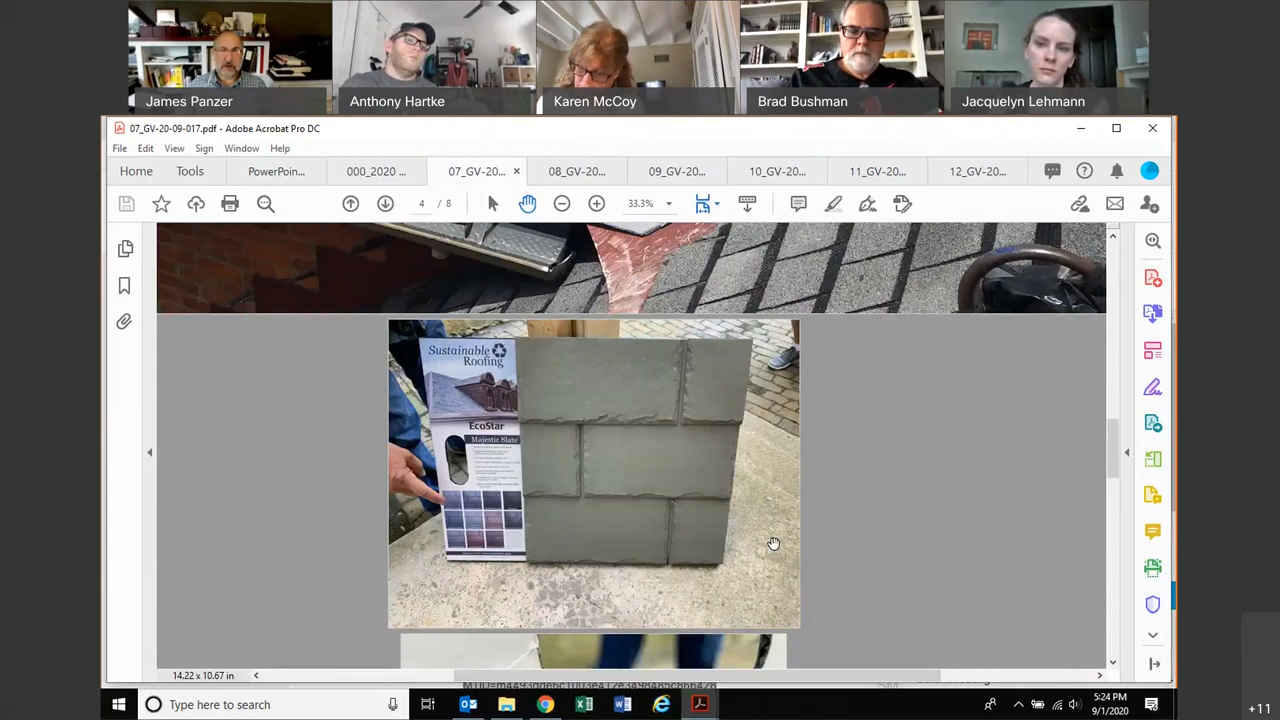 James Panzer
Anthony Hartke
Karen McCoy
Brad Bushman
Jacquelyn Lehmann
07_GV-20-09-017.pdf - Adobe Acrobat Pro DC
File Edit View Sign Window Help
Home Tools PowerPoin... 000_2020 ... 07_GV-20... 08_GV-20... 09_GV-20... 10_GV-20... 11_GV-20... 12_GV-20...
4 / 8 33.3%
Sustainable
Roofing
EcoStar
Majestic Slate
14.22 x 10.67 in
Type here to search
5:24 PM
9/1/2020
+11